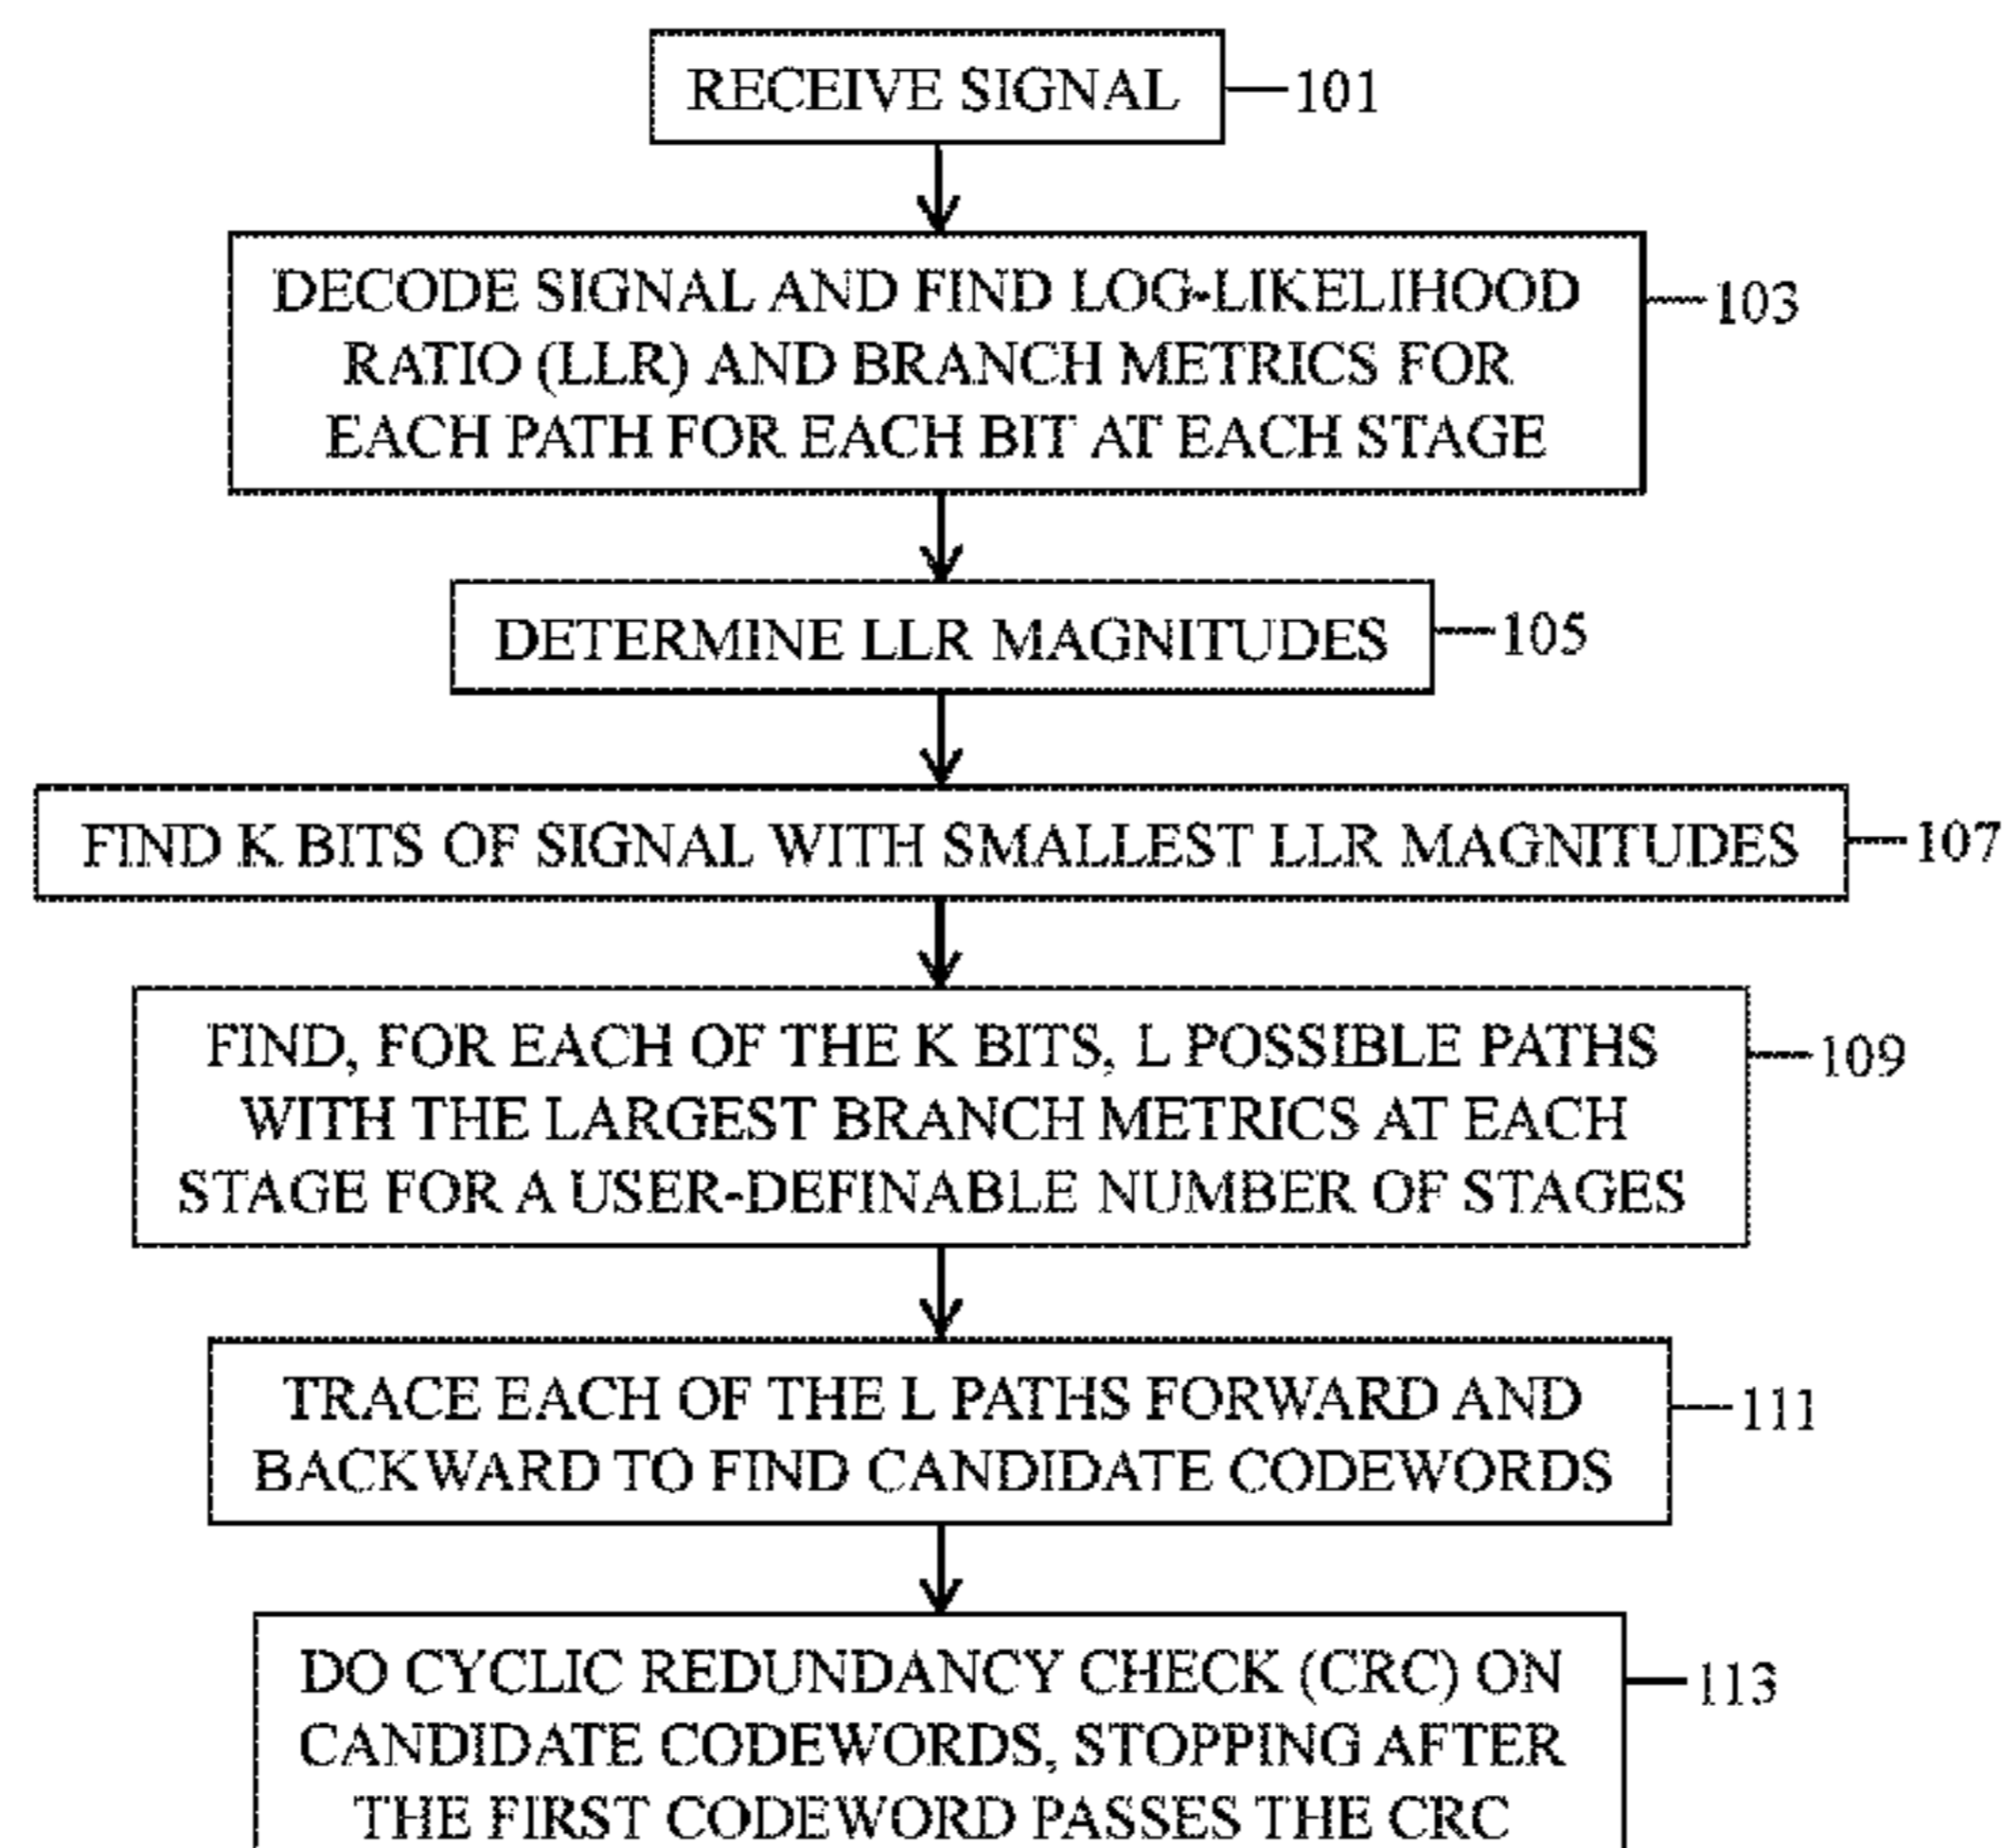 RECEIVE SIGNAL
101
DECODE SIGNAL AND FIND LOG-LIKELIHOOD
RATIO (LLR) AND BRANCH METRICS FOR
EACH PATH FOR EACH BIT AT EACH STAGE
103
DETERMINE LLR MAGNITUDES
105
FIND K BITS OF SIGNAL WITH SMALLEST LLR MAGNITUDES
107
FIND, FOR EACH OF THE K BITS, L POSSIBLE PATHS
WITH THE LARGEST BRANCH METRICS AT EACH
STAGE FOR A USER-DEFINABLE NUMBER OF STAGES
109
TRACE EACH OF THE L PATHS FORWARD AND
BACKWARD TO FIND CANDIDATE CODEWORDS
111
DO CYCLIC REDUNDANCY CHECK (CRC) ON
CANDIDATE CODEWORDS, STOPPING AFTER
THE FIRST CODEWORD PASSES THE CRC
113